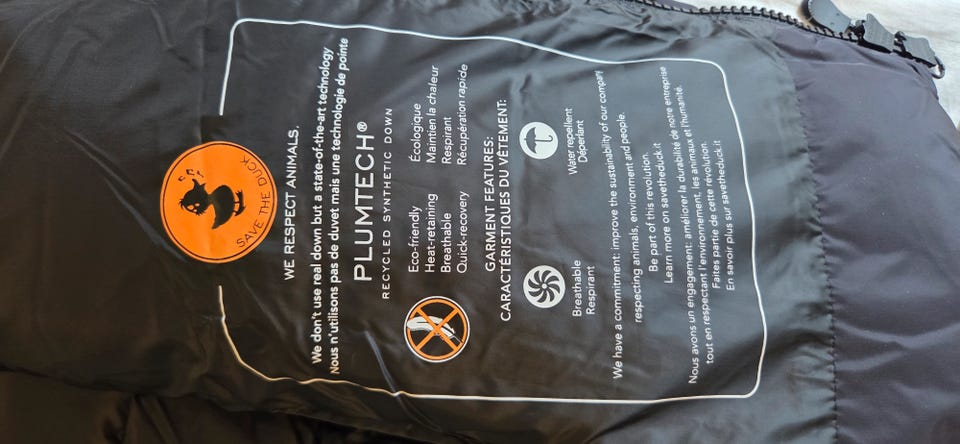 SAVE THE DUCK
WE RESPECT ANIMALS.
We don't use real down but a state-of-the-art technology
Nous n'utilisons pas de duvet mais une technologie de pointe
PLUMTECH®
RECYCLED SYNTHETIC DOWN
Eco-friendly
Heat-retaining
Breathable
Quick-recovery
Écologique
Maintien la chaleur
Respirant
Récupération rapide
GARMENT FEATURES:
CARACTÉRISTIQUES DU VÊTEMENT:
Breathable
Respirant
Water repellent
Déperlant
We have a commitment: improve the sustainability of our company
respecting animals, environment and people.
Be part of this revolution.
Learn more on savetheduck.it
Nous avons un engagement: améliorer la durabilité de notre entreprise
tout en respectant l'environnement, les animaux et l'humanité.
Faites partie de cette révolution.
En savoir plus sur savetheduck.it